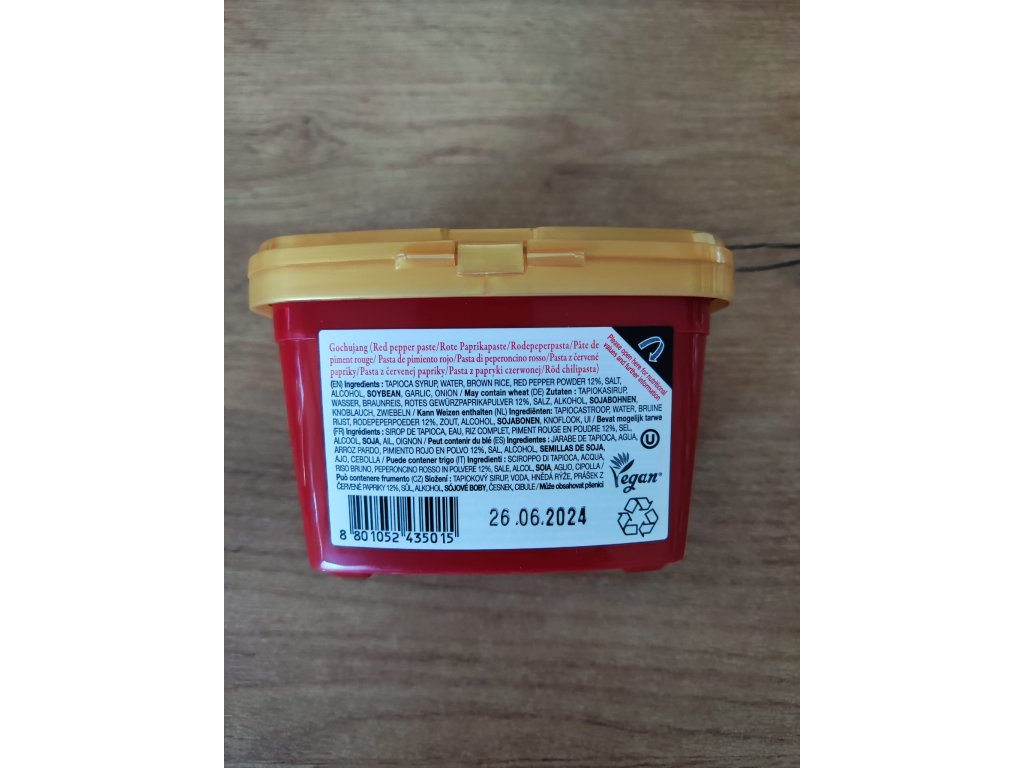 Gochujang (Red pepper paste/Rote Paprikapaste/Rodepeperpasta/Pâte de
piment rouge/ Pasta de pimiento rojo/Pasta di peperoncino rosso/Pasta z červené
papriky/Pasta z červenej papriky/Pasta z papryki czerwonej/Röd chilipasta)
Please open here for nutritional
values and further information
(EN) Ingredients : TAPIOCA SYRUP, WATER, BROWN RICE, RED PEPPER POWDER 12%, SALT,
ALCOHOL, SOYBEAN, GARLIC, ONION / May contain wheat (DE) Zutaten : TAPIOKASIRUP,
WASSER, BRAUNREIS, ROTES GEWÜRZPAPRIKAPULVER 12%, SALZ, ALKOHOL, SOJABOHNEN,
KNOBLAUCH, ZWIEBELN / Kann Weizen enthalten (NL) Ingrediënten: TAPIOCASTROOP, WATER, BRUINE
RIJST, RODEPEPERPOEDER 12%, ZOUT, ALCOHOL, SOJABONEN, KNOFLOOK, UI / Bevat mogelijk tarwe
(FR) Ingrédients : SIROP DE TAPIOCA, EAU, RIZ COMPLET, PIMENT ROUGE EN POUDRE 12%, SEL,
ALCOOL, SOJA, AIL, OIGNON / Peut contenir du blé (ES) Ingredientes : JARABE DE TAPIOCA, AGUA,
ARROZ PARDO, PIMIENTO ROJO EN POLVO 12%, SAL, ALCOHOL, SEMILLAS DE SOJA,
AJO, CEBOLLA / Puede contener trigo (IT) Ingredienti : SCIROPPO DI TAPIOCA, ACQUA,
RISO BRUNO, PEPERONCINO ROSSO IN POLVERE 12%, SALE, ALCOL, SOIA, AGLIO, CIPOLLA /
Può contenere frumento (CZ) Složení : TAPIOKOVÝ SIRUP, VODA, HNĚDÁ RÝŽE, PRÁŠEK Z
ČERVENÉ PAPRIKY 12%, SŮL, ALKOHOL, SÓJOVÉ BOBY, ČESNEK, CIBULE / Může obsahovat pšenici
U
Vegan
8 801052 435015
26.06.2024